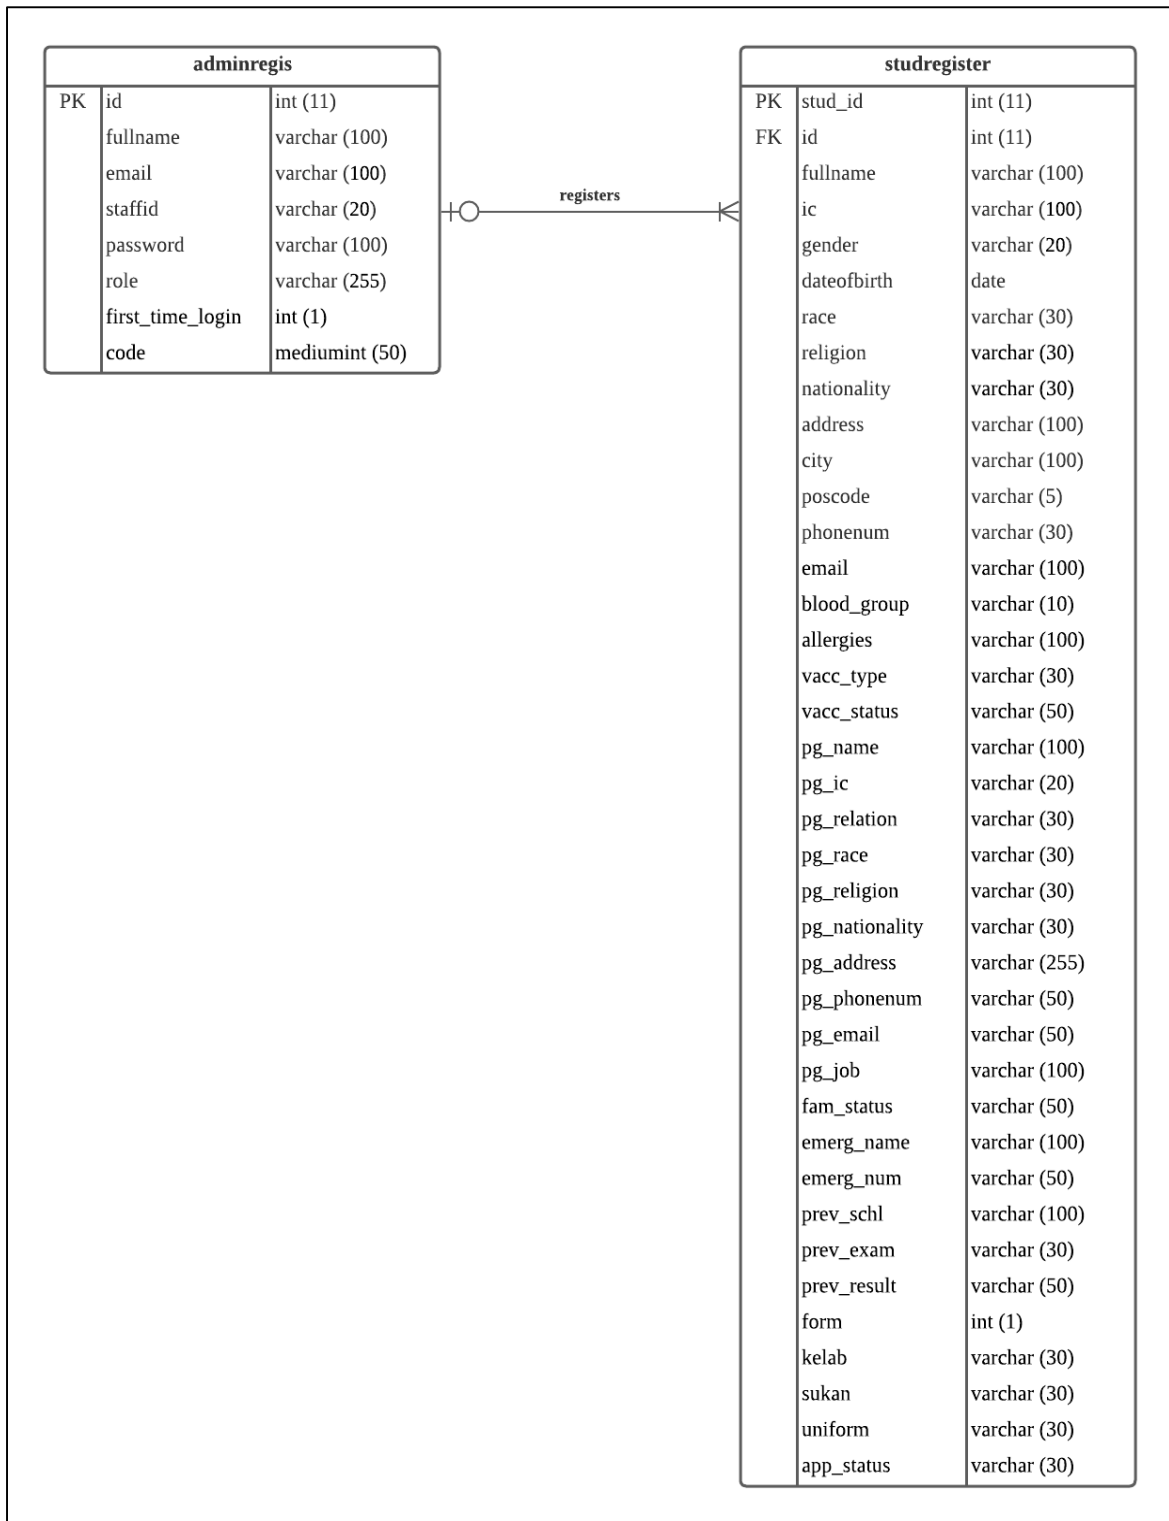 adminregis
PK id int (11)
fullname varchar (100)
email varchar (100)
staffid varchar (20)
password varchar (100)
role varchar (255)
first_time_login int (1)
code mediumint (50)
registers
studregister
PK stud_id int (11)
FK id int (11)
fullname varchar (100)
ic varchar (100)
gender varchar (20)
dateofbirth date
race varchar (30)
religion varchar (30)
nationality varchar (30)
address varchar (100)
city varchar (100)
poscode varchar (5)
phonenum varchar (30)
email varchar (100)
blood_group varchar (10)
allergies varchar (100)
vacc_type varchar (30)
vacc_status varchar (50)
pg_name varchar (100)
pg_ic varchar (20)
pg_relation varchar (30)
pg_race varchar (30)
pg_religion varchar (30)
pg_nationality varchar (30)
pg_address varchar (255)
pg_phonenum varchar (50)
pg_email varchar (50)
pg_job varchar (100)
fam_status varchar (50)
emerg_name varchar (100)
emerg_num varchar (50)
prev_schl varchar (100)
prev_exam varchar (30)
prev_result varchar (50)
form int (1)
kelab varchar (30)
sukan varchar (30)
uniform varchar (30)
app_status varchar (30)